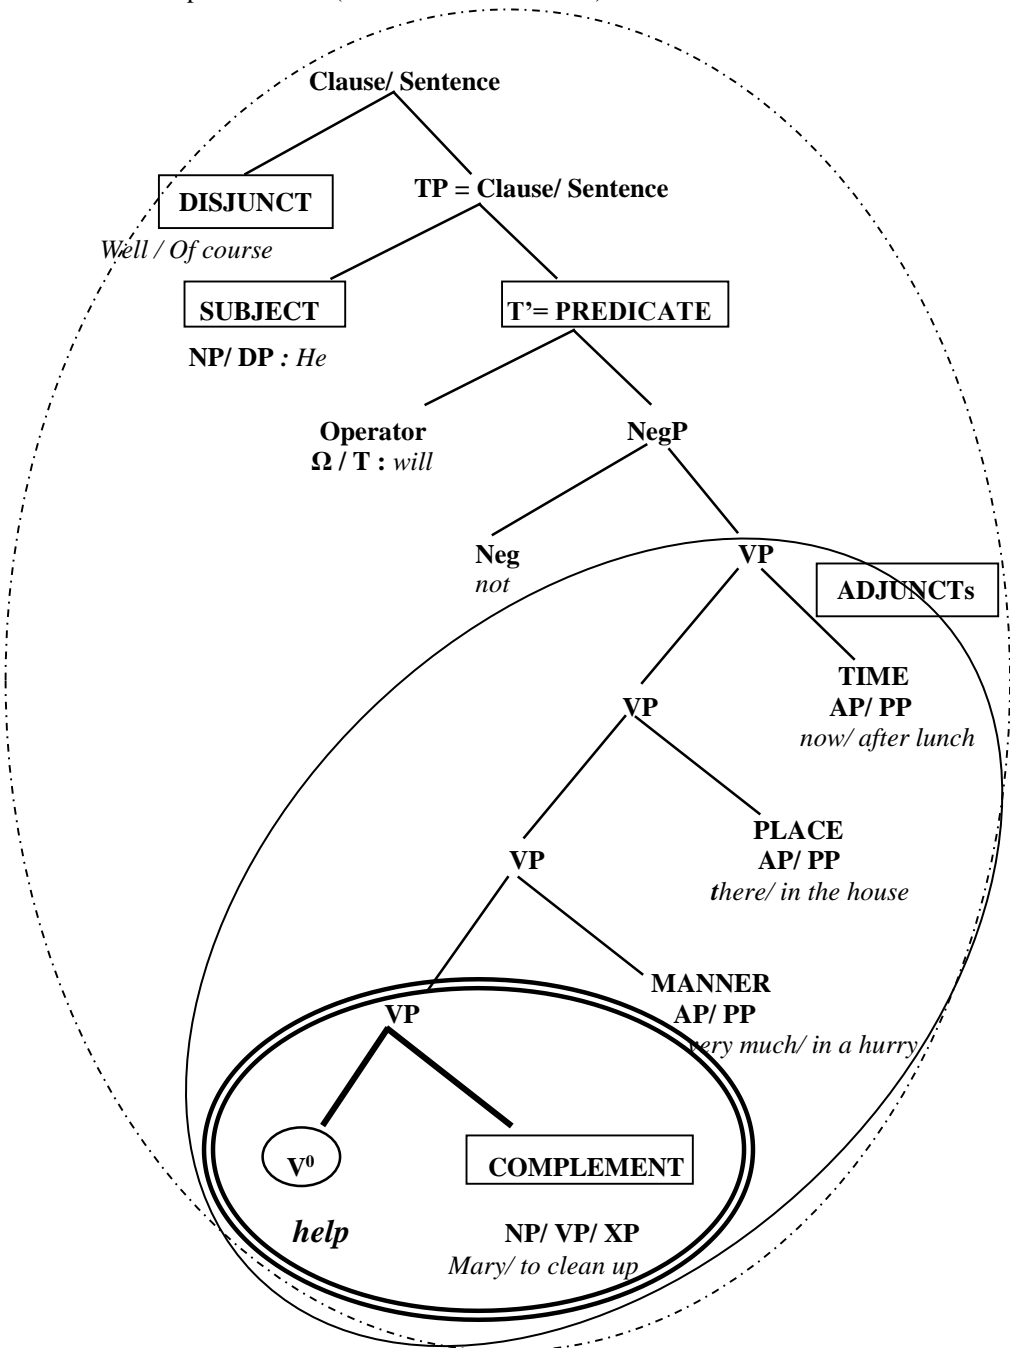 Clause/ Sentence
DISJUNCT
TP = Clause/ Sentence
Well / Of course
SUBJECT
T’= PREDICATE
NP/ DP : He
Operator
NegP
Ω / T : will
Neg
VP
not
ADJUNCTs
TIME
AP/ PP
now/ after lunch
VP
PLACE
AP/ PP
there/ in the house
VP
MANNER
AP/ PP
very much/ in a hurry
VP
V⁰
COMPLEMENT
help
NP/ VP/ XP
Mary/ to clean up